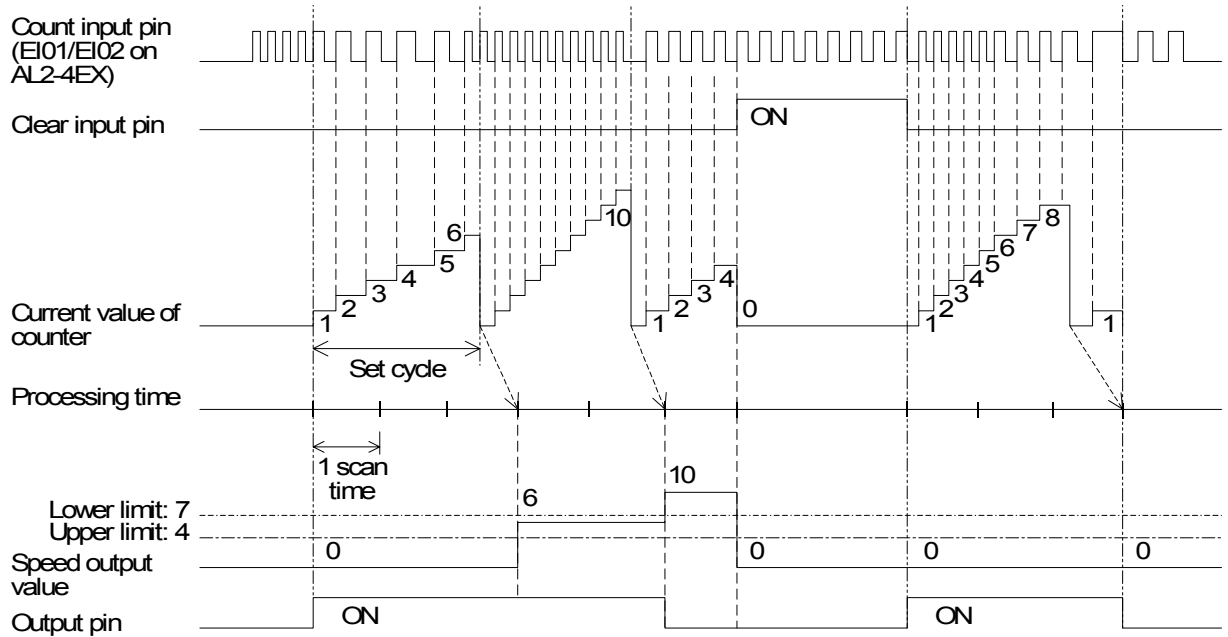 Count input pin
(EI01/EI02 on
AL2-4EX)
Clear input pin
ON
1
2
3
4
5
6
10
1
2
3
4
0
1
2
3
4
5
6
7
8
1
Current value of
counter
Set cycle
Processing time
1 scan
time
6
10
Lower limit: 7
Upper limit: 4
0
0
0
0
Speed output
value
Output pin
ON
ON